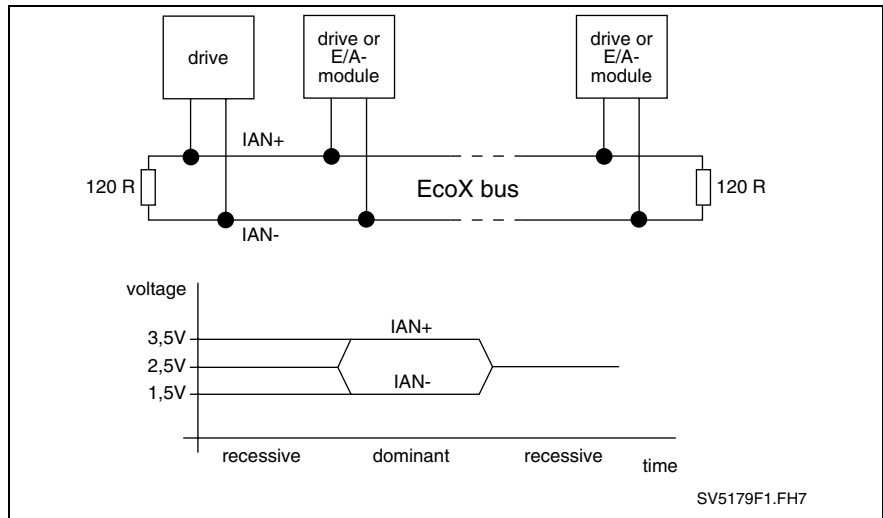 drive
drive or
E/A-
module
drive or
E/A-
module
IAN+
120 R
EcoX bus
120 R
IAN-
voltage
3,5V
IAN+
2,5V
IAN-
1,5V
recessive
dominant
recessive
time
SV5179F1.FH7